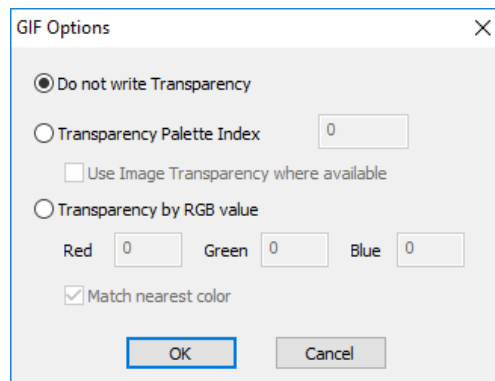 GIF Options
Do not write Transparency
Transparency Palette Index 0
Use Image Transparency where available
Transparency by RGB value
Red 0 Green 0 Blue 0
Match nearest color
OK Cancel